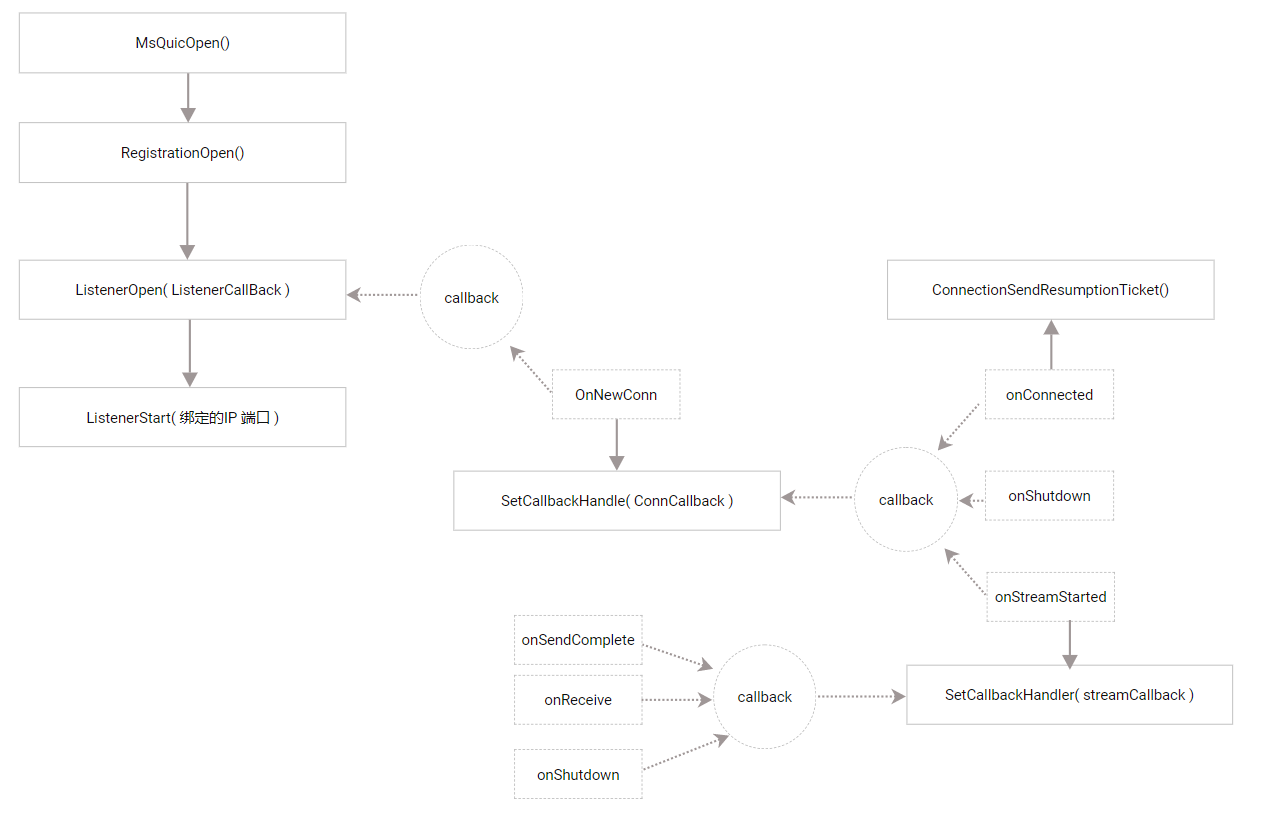 MsQuicOpen()
RegistrationOpen()
ListenerOpen( ListenerCallBack )
callback
ConnectionSendResumptionTicket()
ListenerStart( 绑定的IP 端口 )
OnNewConn
onConnected
SetCallbackHandle( ConnCallback )
callback
onShutdown
onStreamStarted
onSendComplete
onReceive
callback
SetCallbackHandler( streamCallback )
onShutdown